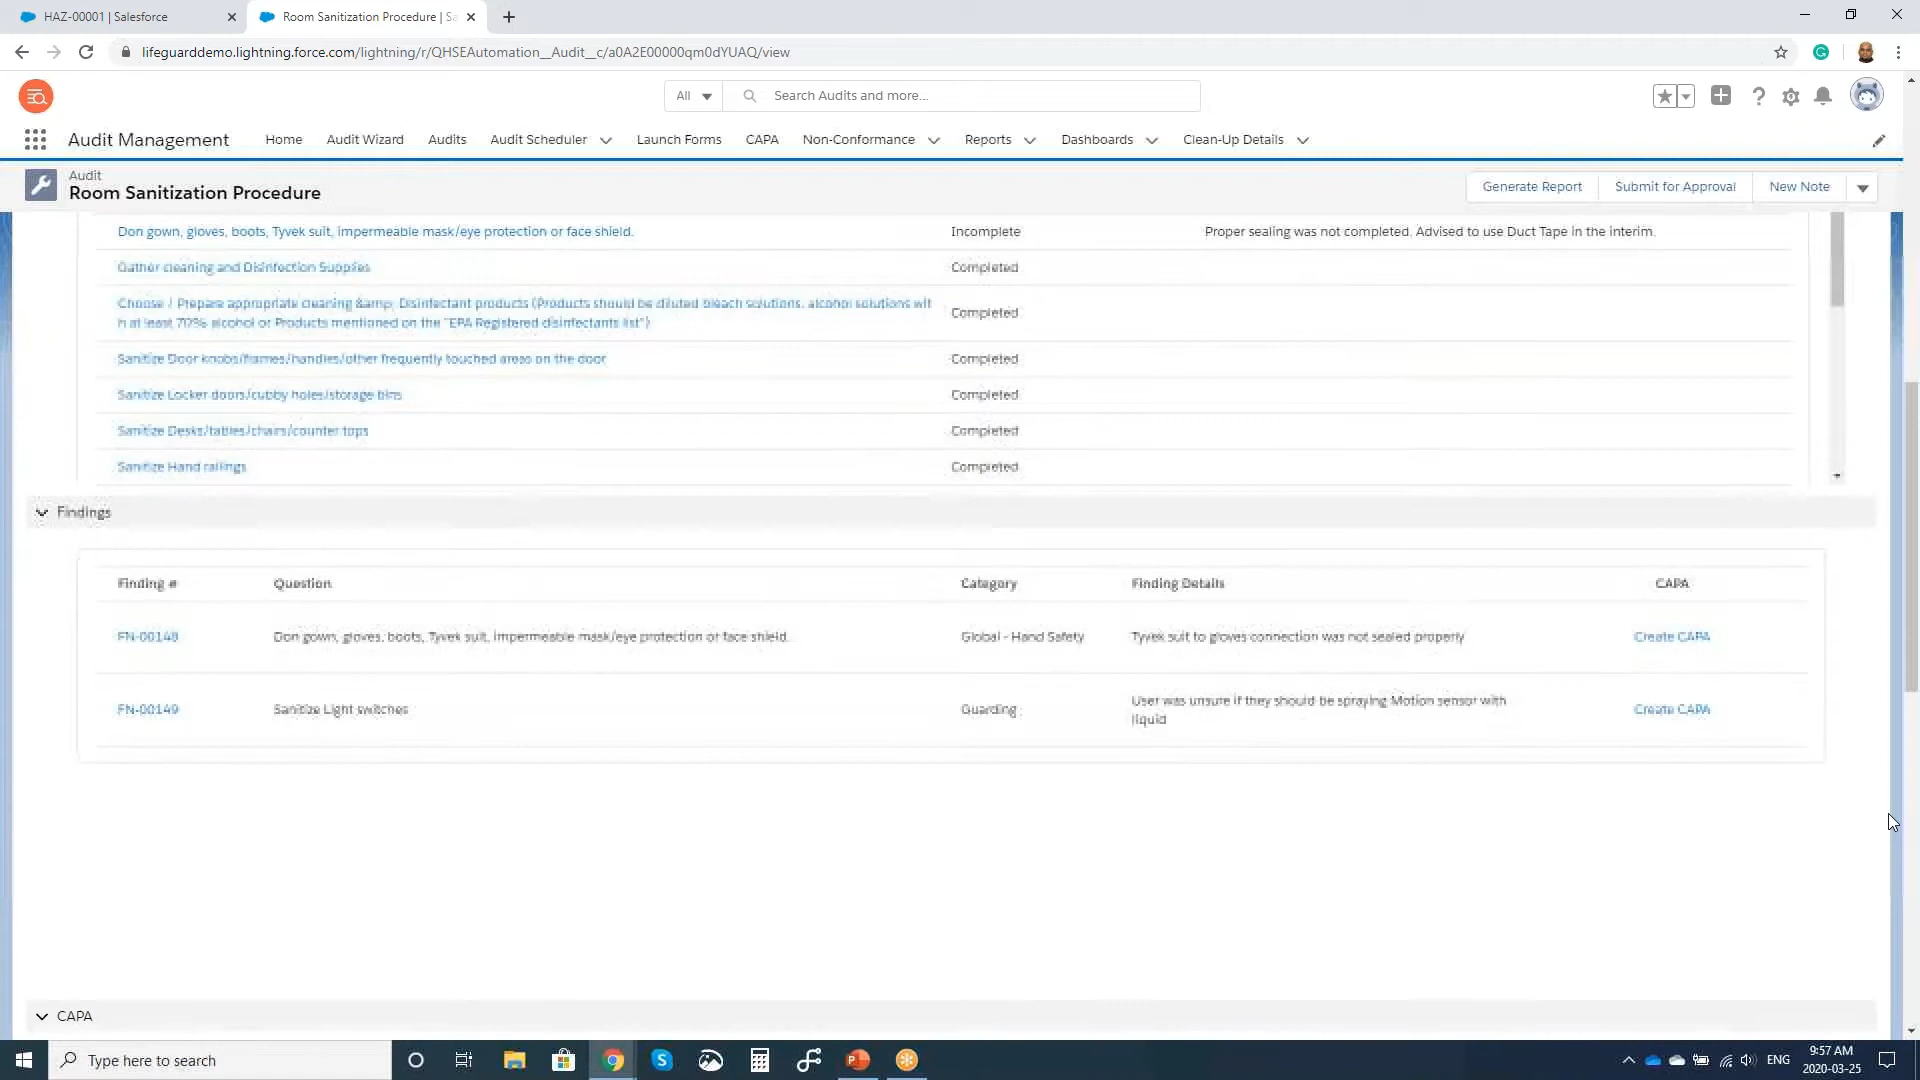 HAZ-00001 | Salesforce
Room Sanitization Procedure | Sa
lifeguarddemo.lightning.force.com/lightning/r/QHSEAutomation__Audit__c/a0A2E00000qm0dYUAQ/view
All
Search Audits and more...
Audit Management
Home
Audit Wizard
Audits
Audit Scheduler
Launch Forms
CAPA
Non-Conformance
Reports
Dashboards
Clean-Up Details
Audit
Room Sanitization Procedure
Generate Report
Submit for Approval
New Note
Don gown, gloves, boots, Tyvek suit, impermeable mask/eye protection or face shield.
Incomplete
Proper sealing was not completed. Advised to use Duct Tape in the interim.
Gather cleaning and Disinfection Supplies
Completed
Choose / Prepare appropriate cleaning &amp; Disinfectant products (Products should be diluted bleach solutions, alcohol solutions wit
h at least 70% alcohol or Products mentioned on the "EPA Registered disinfectants list")
Completed
Sanitize Door knobs/frames/handles/other frequently touched areas on the door
Completed
Sanitize Locker doors/cubby holes/storage bins
Completed
Sanitize Desks/tables/chairs/counter tops
Completed
Sanitize Hand railings
Completed
Findings
Finding #
Question
Category
Finding Details
CAPA
FN-00148
Don gown, gloves, boots, Tyvek suit, impermeable mask/eye protection or face shield.
Global - Hand Safety
Tyvek suit to gloves connection was not sealed properly
Create CAPA
FN-00149
Sanitize Light switches
Guarding
User was unsure if they should be spraying Motion sensor with
liquid
Create CAPA
CAPA
Type here to search
ENG
9:57 AM
2020-03-25